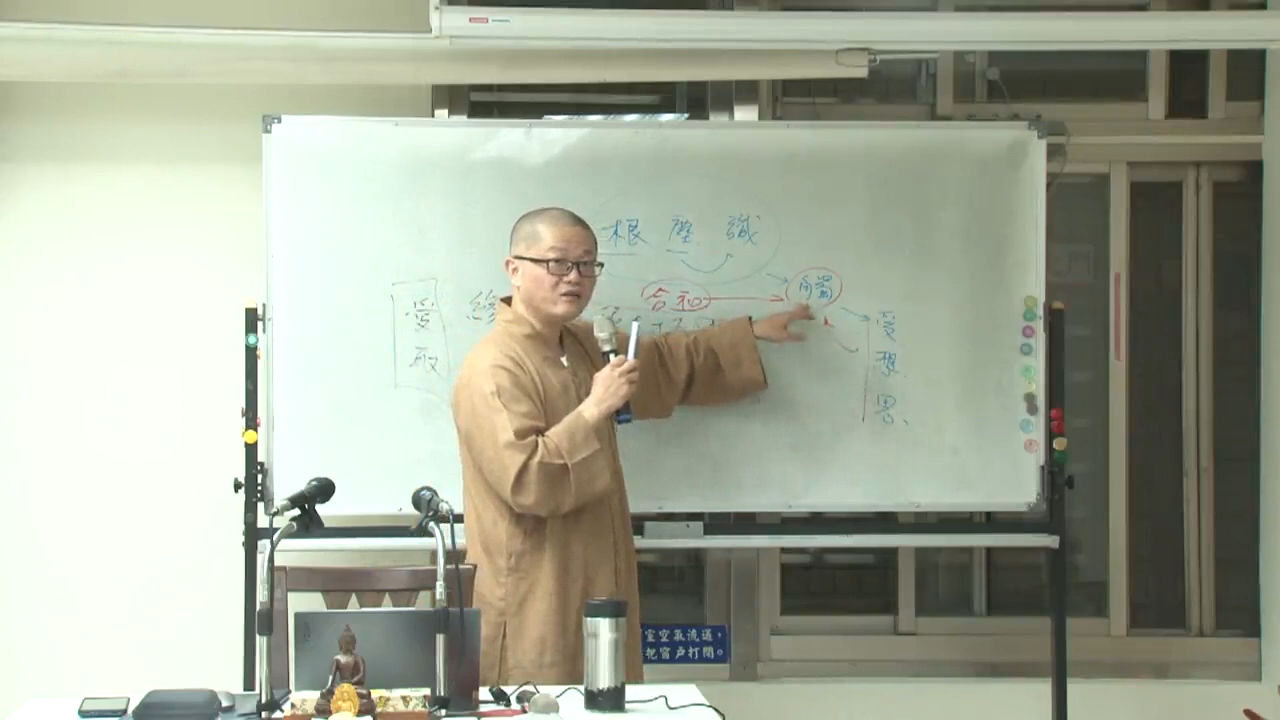 根 塵 識
合和
觸
受
取
緣
受
想
思、
室空氣流通，
把窗戶打開。